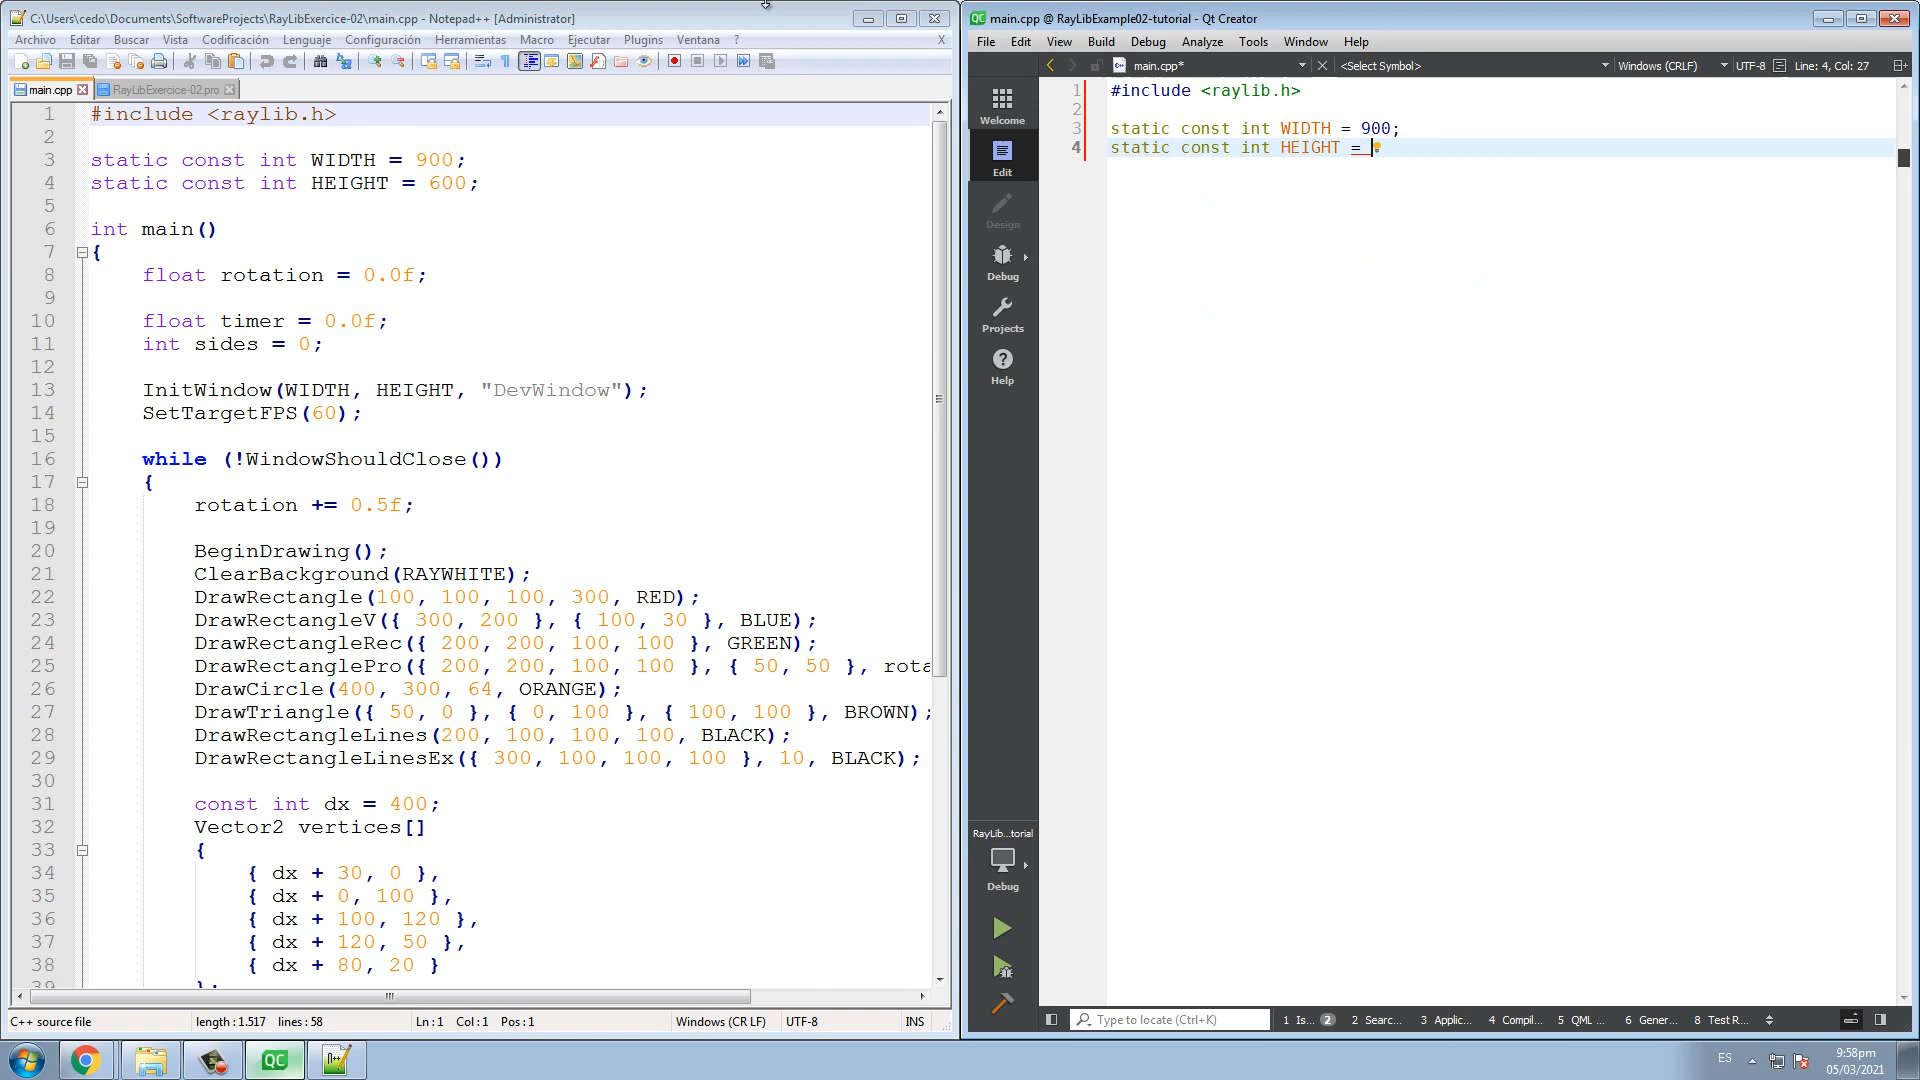 C:\Users\cedo\Documents\SoftwareProjects\RayLibExercice-02\main.cpp - Notepad++ [Administrator]
Archivo Editar Buscar Vista Codificación Lenguaje Configuración Herramientas Macro Ejecutar Plugins Ventana ? X
main.cpp RayLibExercice-02.pro
1 #include <raylib.h>
2
3 static const int WIDTH = 900;
4 static const int HEIGHT = 600;
5
6 int main()
7 {
8 float rotation = 0.0f;
9
10 float timer = 0.0f;
11 int sides = 0;
12
13 InitWindow(WIDTH, HEIGHT, "DevWindow");
14 SetTargetFPS(60);
15
16 while (!WindowShouldClose())
17 {
18 rotation += 0.5f;
19
20 BeginDrawing();
21 ClearBackground(RAYWHITE);
22 DrawRectangle(100, 100, 100, 300, RED);
23 DrawRectangleV({ 300, 200 }, { 100, 30 }, BLUE);
24 DrawRectangleRec({ 200, 200, 100, 100 }, GREEN);
25 DrawRectanglePro({ 200, 200, 100, 100 }, { 50, 50 }, rota
26 DrawCircle(400, 300, 64, ORANGE);
27 DrawTriangle({ 50, 0 }, { 0, 100 }, { 100, 100 }, BROWN);
28 DrawRectangleLines(200, 100, 100, 100, BLACK);
29 DrawRectangleLinesEx({ 300, 100, 100, 100 }, 10, BLACK);
30
31 const int dx = 400;
32 Vector2 vertices[]
33 {
34 { dx + 30, 0 },
35 { dx + 0, 100 },
36 { dx + 100, 120 },
37 { dx + 120, 50 },
38 { dx + 80, 20 }
39 };
C++ source file length : 1.517 lines : 58 Ln : 1 Col : 1 Pos : 1 Windows (CR LF) UTF-8 INS
QC main.cpp @ RayLibExample02-tutorial - Qt Creator
File Edit View Build Debug Analyze Tools Window Help
main.cpp* <Select Symbol> Windows (CRLF) UTF-8 Line: 4, Col: 27
Welcome
Edit
Design
Debug
Projects
Help
RayLib...torial
Debug
1 #include <raylib.h>
2
3 static const int WIDTH = 900;
4 static const int HEIGHT =
Type to locate (Ctrl+K) 1 Is... 2 2 Searc... 3 Applic... 4 Compil... 5 QML ... 6 Gener... 8 Test R...
QC
ES
9:58pm
05/03/2021